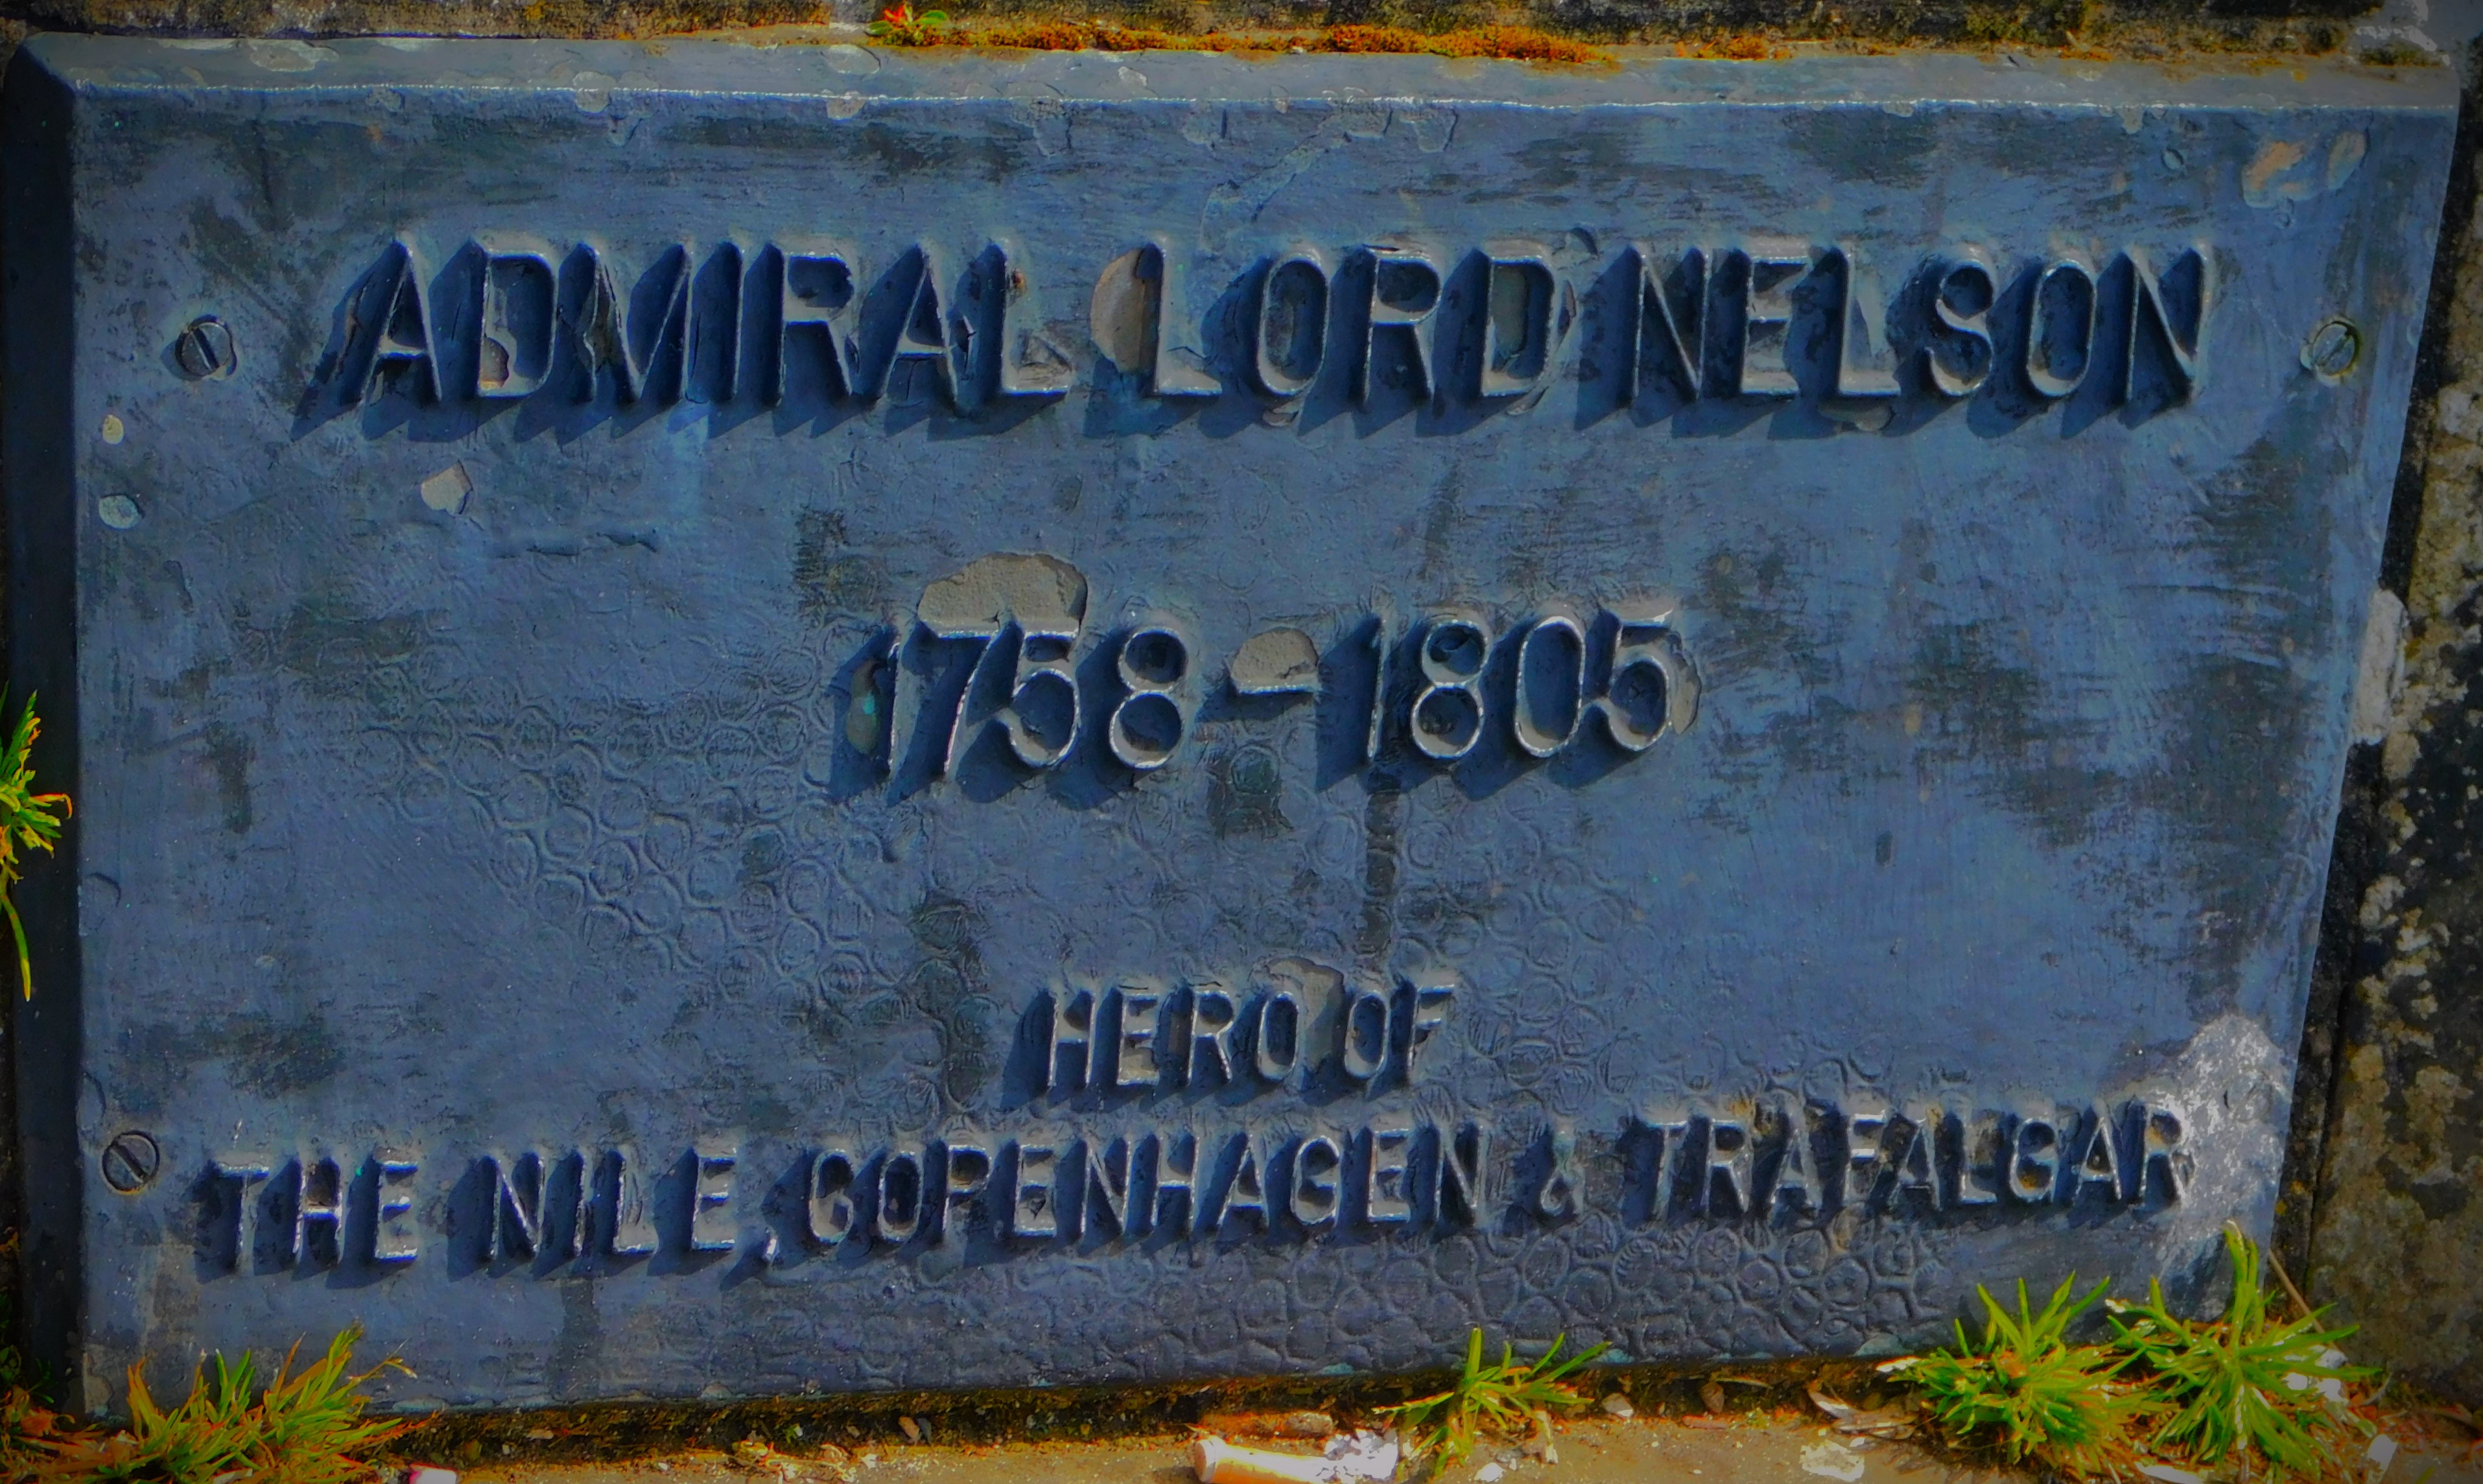 ADMIRAL LORD NELSON
1758-1805
HERO OF
THE NILE, COPENHAGEN & TRAFALGAR